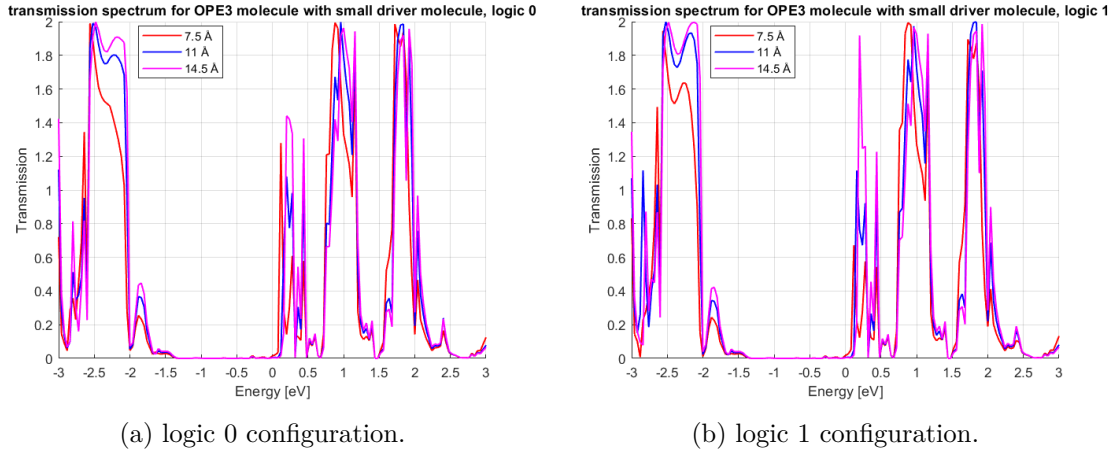 transmission spectrum for OPE3 molecule with small driver molecule, logic 0
Transmission
2
1.8
1.6
1.4
1.2
1
0.8
0.6
0.4
0.2
0
7.5 Å
11 Å
14.5 Å
-3 -2.5 -2 -1.5 -1 -0.5 0 0.5 1 1.5 2 2.5 3
Energy [eV]
(a) logic 0 configuration.
transmission spectrum for OPE3 molecule with small driver molecule, logic 1
Transmission
2
1.8
1.6
1.4
1.2
1
0.8
0.6
0.4
0.2
0
7.5 Å
11 Å
14.5 Å
-3 -2.5 -2 -1.5 -1 -0.5 0 0.5 1 1.5 2 2.5 3
Energy [eV]
(b) logic 1 configuration.